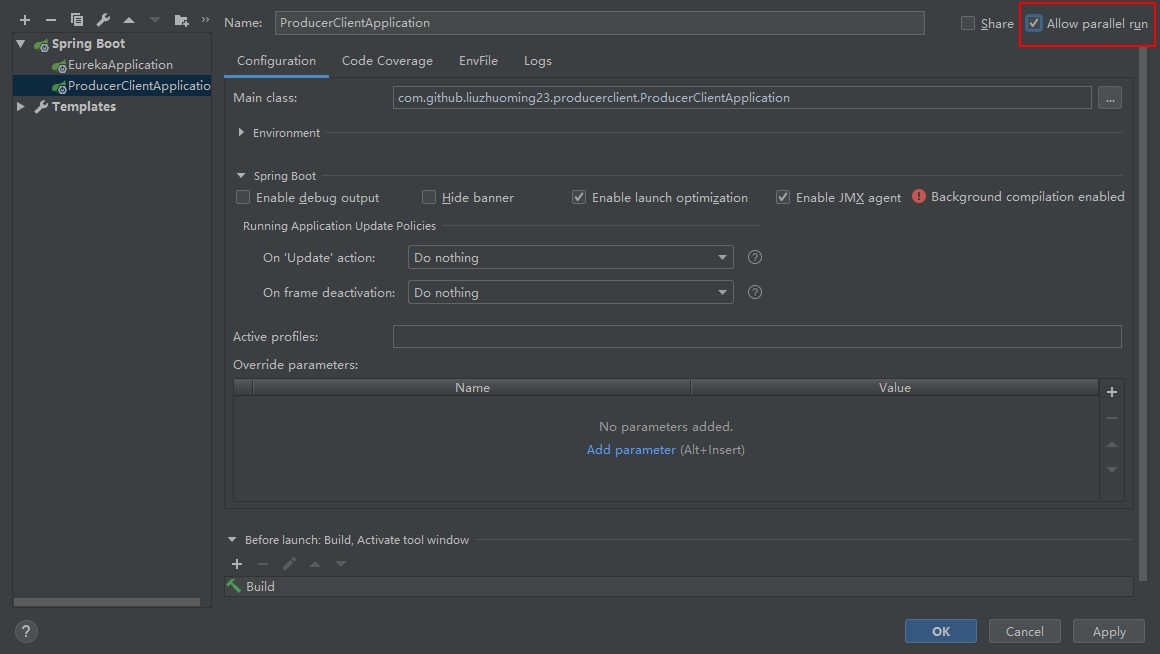 Name: ProducerClientApplication Share Allow parallel run
Spring Boot
EurekaApplication
ProducerClientApplicatio
Templates
Configuration Code Coverage EnvFile Logs
Main class: com.github.liuzhuoming23.producerclient.ProducerClientApplication ...
Environment
Spring Boot
Enable debug output Hide banner Enable launch optimization Enable JMX agent Background compilation enabled
Running Application Update Policies
On 'Update' action: Do nothing ?
On frame deactivation: Do nothing ?
Active profiles:
Override parameters:
Name Value
No parameters added.
Add parameter (Alt+Insert)
Before launch: Build, Activate tool window
Build
? OK Cancel Apply